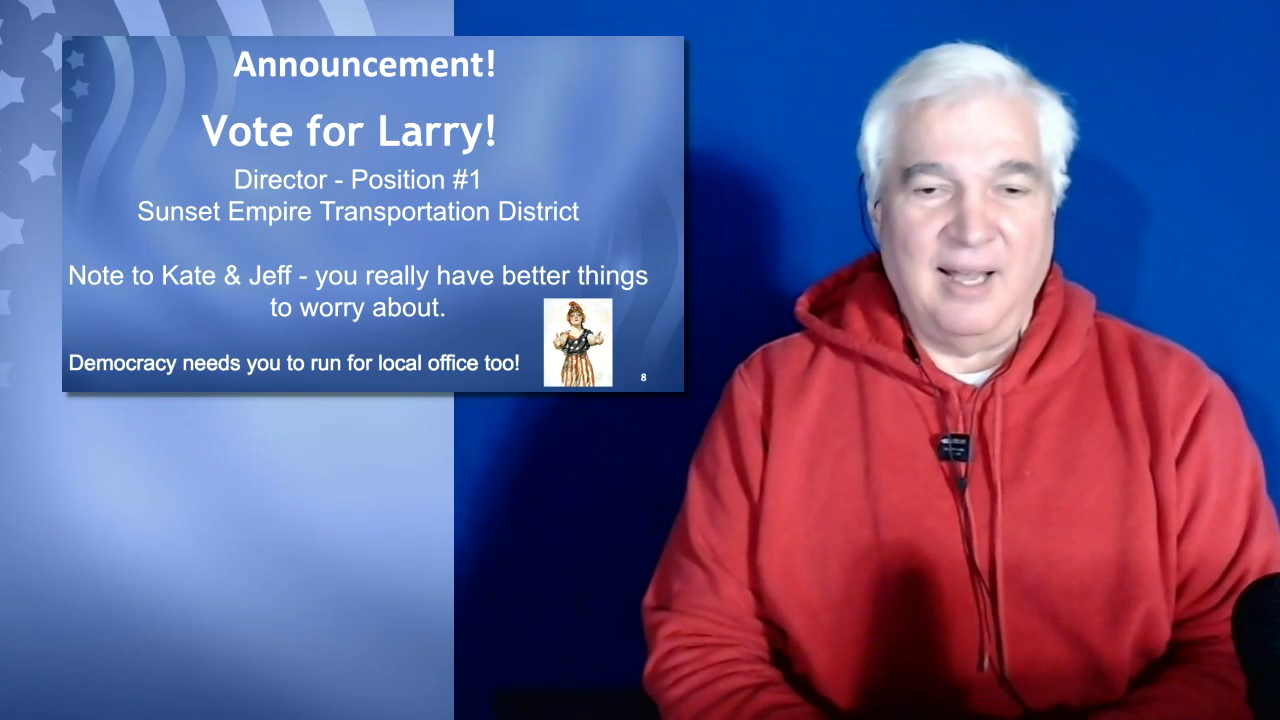 Announcement!
Vote for Larry!
Director - Position #1
Sunset Empire Transportation District
Note to Kate & Jeff - you really have better things
to worry about.
Democracy needs you to run for local office too!
8